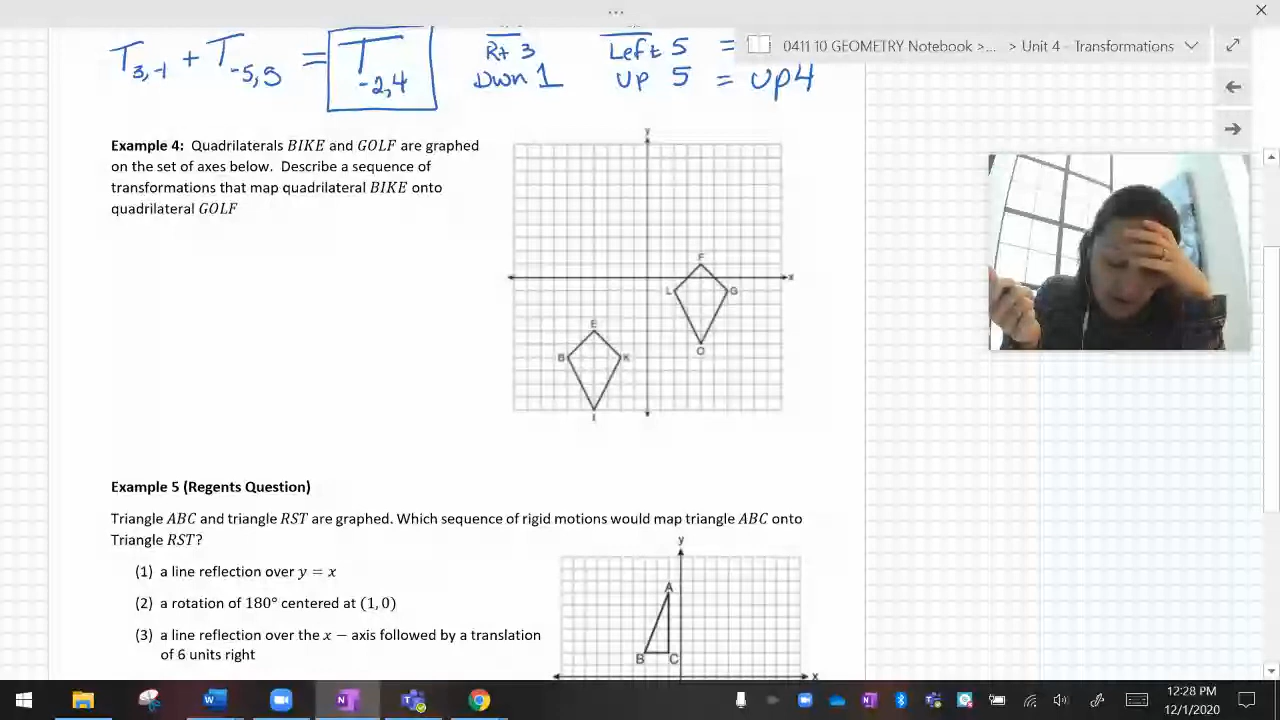 0411 10 GEOMETRY Notebook >... > Unit 4 - Transformations
T3,-1 + T-5,5 = T-2,4
Rt 3 Left 5 =
Dwn 1 Up 5 = Up 4
Example 4: Quadrilaterals BIKE and GOLF are graphed
on the set of axes below. Describe a sequence of
transformations that map quadrilateral BIKE onto
quadrilateral GOLF
y
x
F
L G
O
E
B K
I
Example 5 (Regents Question)
Triangle ABC and triangle RST are graphed. Which sequence of rigid motions would map triangle ABC onto
Triangle RST?
(1) a line reflection over y = x
(2) a rotation of 180° centered at (1, 0)
(3) a line reflection over the x − axis followed by a translation
of 6 units right
y
A
B C
x
12:28 PM
12/1/2020